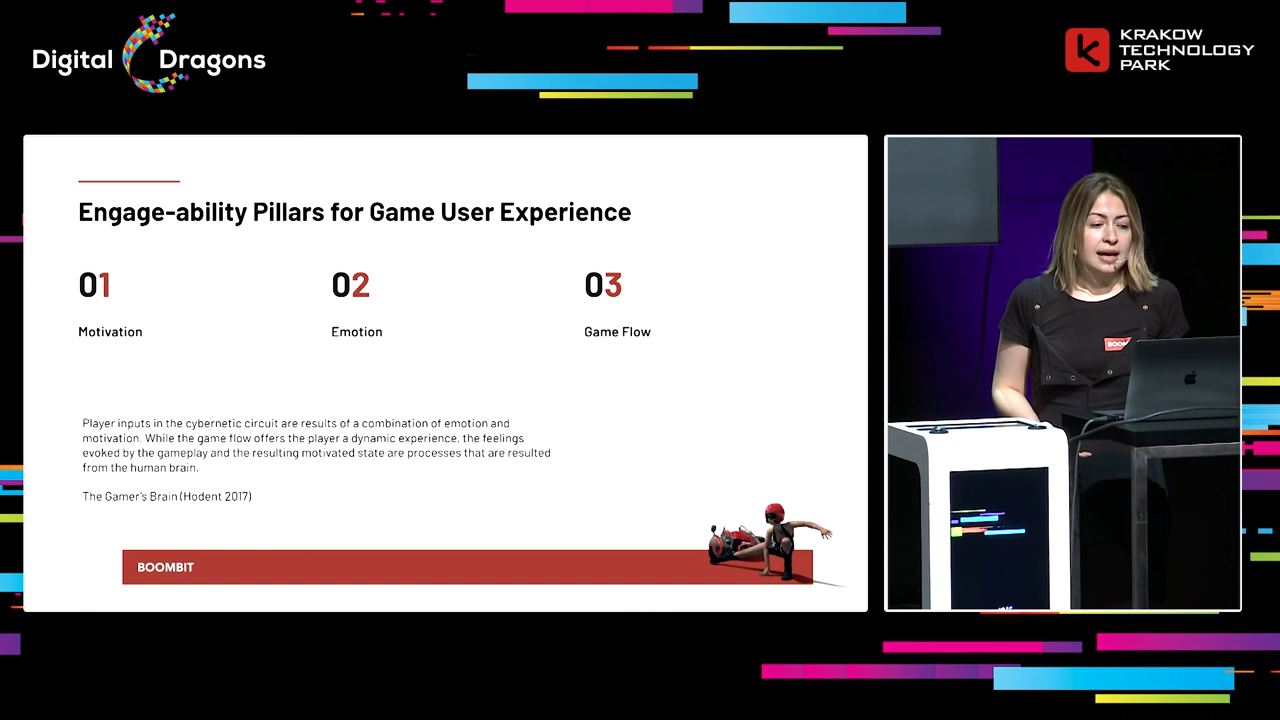 Digital Dragons
KRAKOW
TECHNOLOGY
PARK
Engage-ability Pillars for Game User Experience
01
02
03
Motivation
Emotion
Game Flow
Player inputs in the cybernetic circuit are results of a combination of emotion and
motivation. While the game flow offers the player a dynamic experience, the feelings
evoked by the gameplay and the resulting motivated state are processes that are resulted
from the human brain.
The Gamer's Brain (Hodent 2017)
BOOMBIT